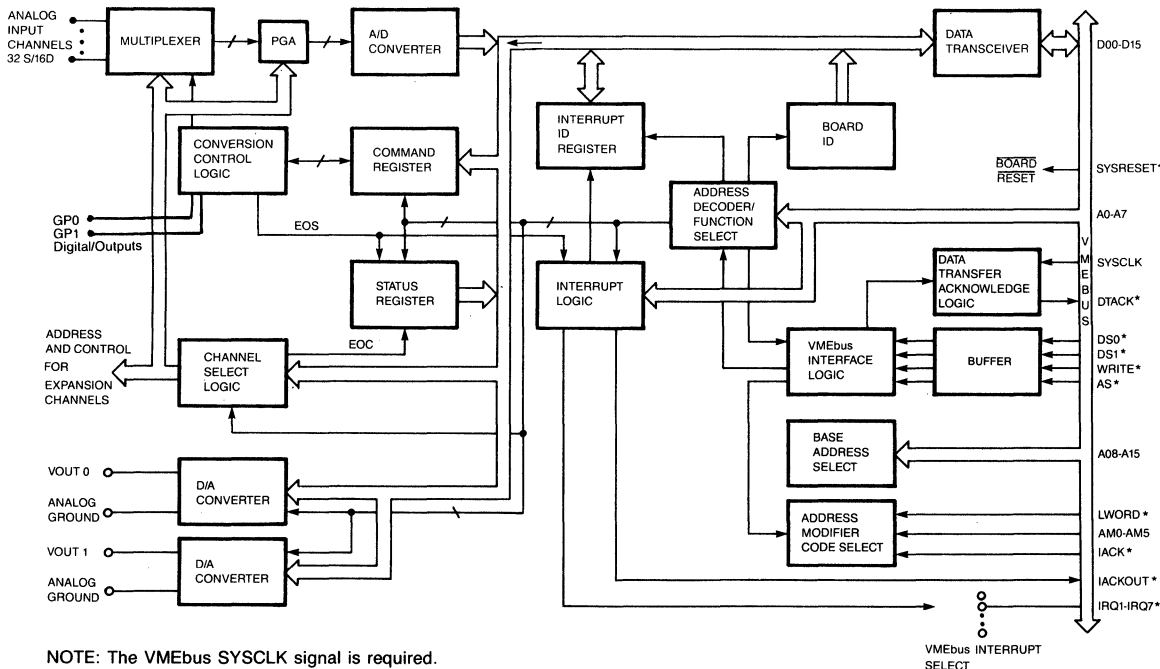 ANALOG
INPUT
CHANNELS
32 S/16D
MULTIPLEXER
PGA
A/D
CONVERTER
DATA
TRANSCEIVER
D00-D15
INTERRUPT
ID
REGISTER
BOARD
ID
CONVERSION
CONTROL
LOGIC
COMMAND
REGISTER
BOARD
RESET
SYSRESET*
ADDRESS
DECODER/
FUNCTION
SELECT
A0-A7
GP0
GP1
Digital/Outputs
EOS
VMEBUS
STATUS
REGISTER
INTERRUPT
LOGIC
DATA
TRANSFER
ACKNOWLEDGE
LOGIC
SYSCLK
DTACK*
ADDRESS
AND CONTROL
FOR
EXPANSION
CHANNELS
EOC
CHANNEL
SELECT
LOGIC
VMEbus
INTERFACE
LOGIC
BUFFER
DS0*
DS1*
WRITE*
AS*
BASE
ADDRESS
SELECT
A08-A15
VOUT 0
ANALOG
GROUND
D/A
CONVERTER
ADDRESS
MODIFIER
CODE SELECT
LWORD*
AM0-AM5
IACK*
VOUT 1
ANALOG
GROUND
D/A
CONVERTER
IACKOUT*
IRQ1-IRQ7*
VMEbus INTERRUPT
SELECT
NOTE: The VMEbus SYSCLK signal is required.